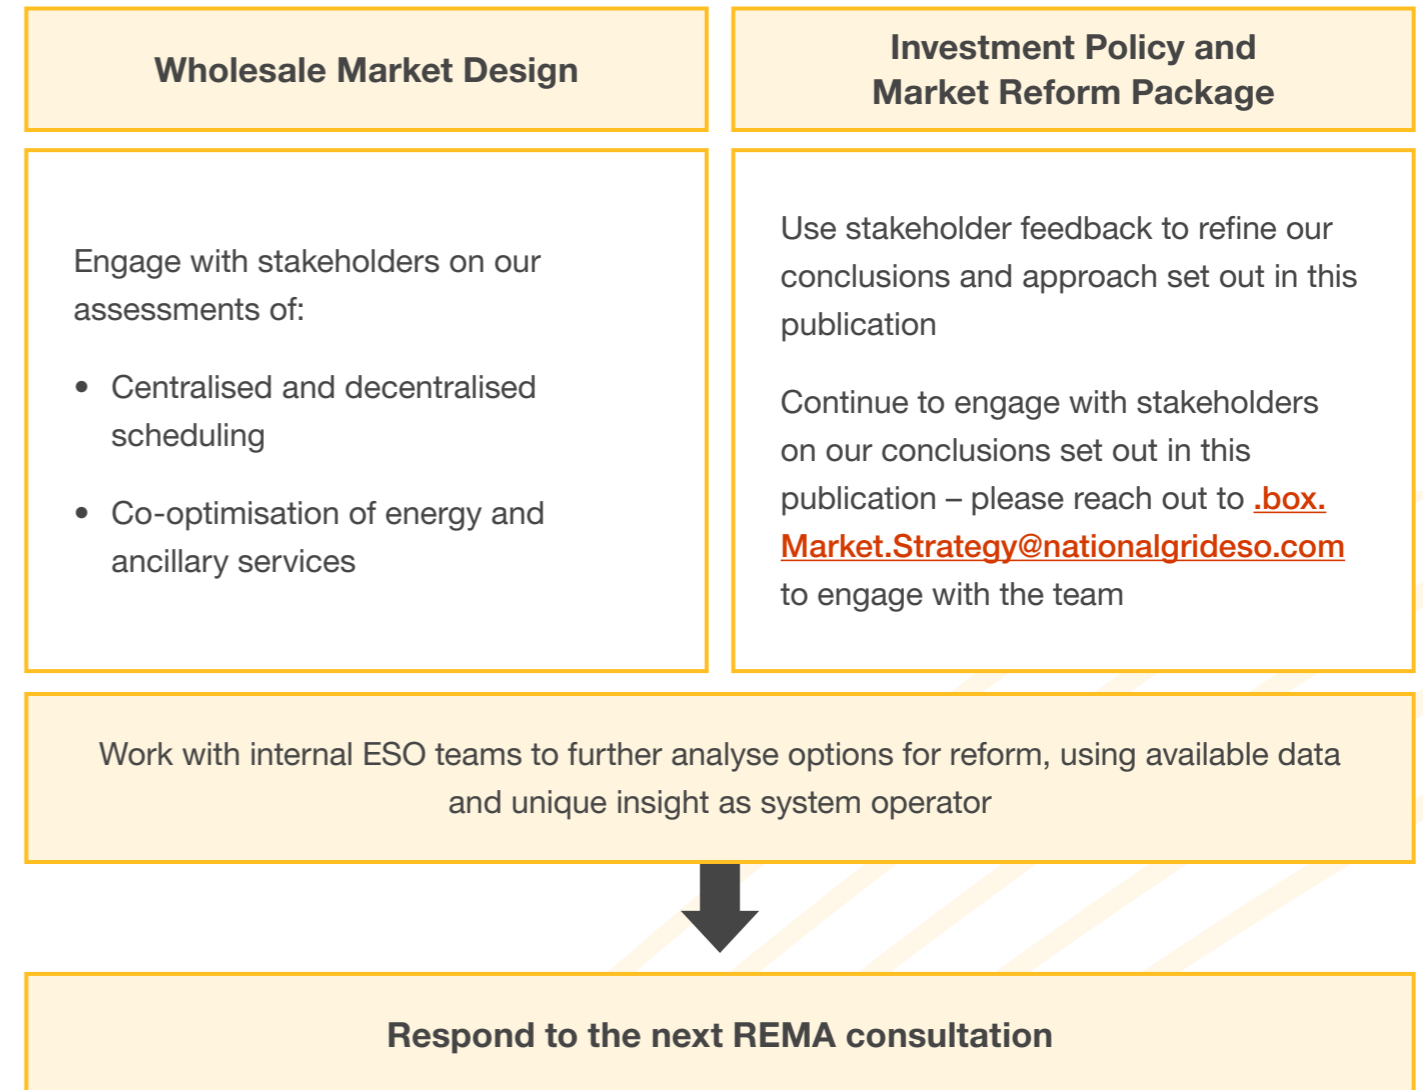 Wholesale Market Design
Investment Policy and
Market Reform Package
Engage with stakeholders on our
assessments of:
• Centralised and decentralised
scheduling
• Co-optimisation of energy and
ancillary services
Use stakeholder feedback to refine our
conclusions and approach set out in this
publication
Continue to engage with stakeholders
on our conclusions set out in this
publication – please reach out to .box.
Market.Strategy@nationalgrideso.com
to engage with the team
Work with internal ESO teams to further analyse options for reform, using available data
and unique insight as system operator
Respond to the next REMA consultation